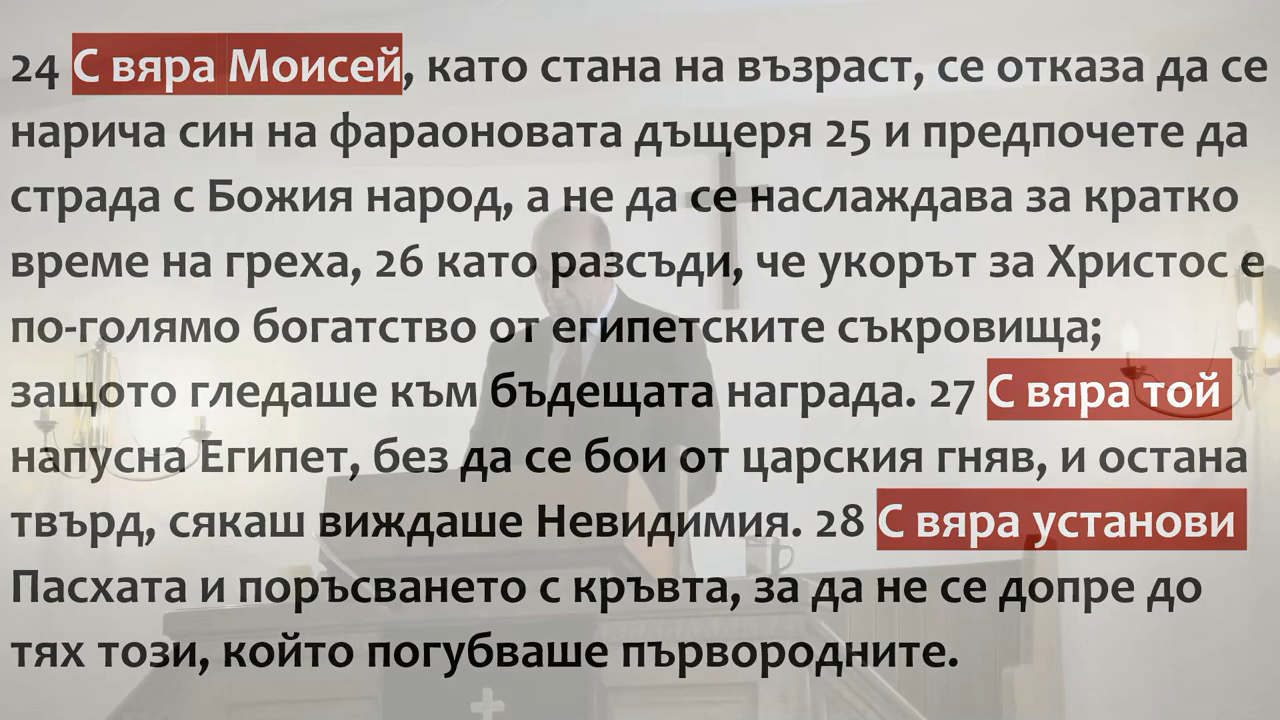 24 С вяра Моисей, като стана на възраст, се отказа да се
нарича син на фараоновата дъщеря 25 и предпочете да
страда с Божия народ, а не да се наслаждава за кратко
време на греха, 26 като разсъди, че укорът за Христос е
по-голямо богатство от египетските съкровища;
защото гледаше към бъдещата награда. 27 С вяра той
напусна Египет, без да се бои от царския гняв, и остана
твърд, сякаш виждаше Невидимия. 28 С вяра установи
Пасхата и поръсването с кръвта, за да не се допре до
тях този, който погубваше първородните.